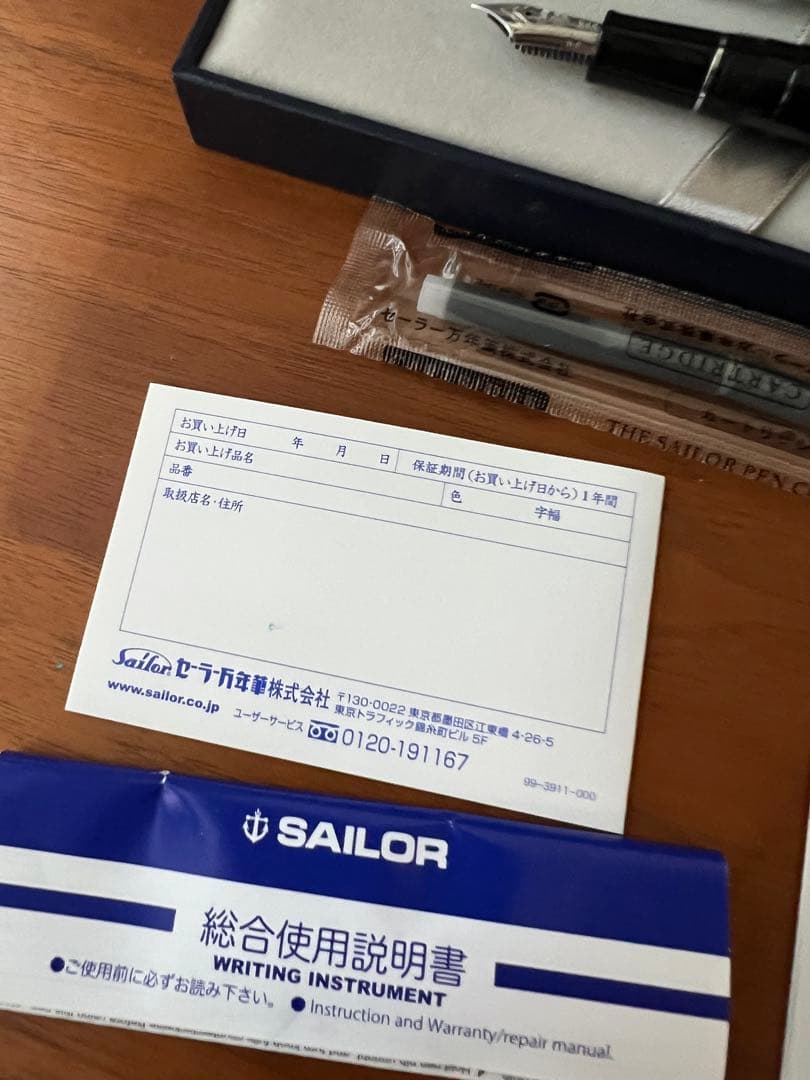 セーラー万年筆
CARTRIDGE
THE SAILOR PEN C
お買い上げ日 年 月 日 保証期間(お買い上げ日から)1年間
お買い上げ品名
品番 色 字幅
取扱店名・住所
Sailor セーラー万年筆株式会社 〒130-0022 東京都墨田区江東橋 4-26-5
東京トラフィック錦糸町ビル 5F
www.sailor.co.jp ユーザーサービス 0120-191167
99-3911-000
SAILOR
総合使用説明書
WRITING INSTRUMENT
●ご使用前に必ずお読み下さい。 ●Instruction and Warranty/repair manual